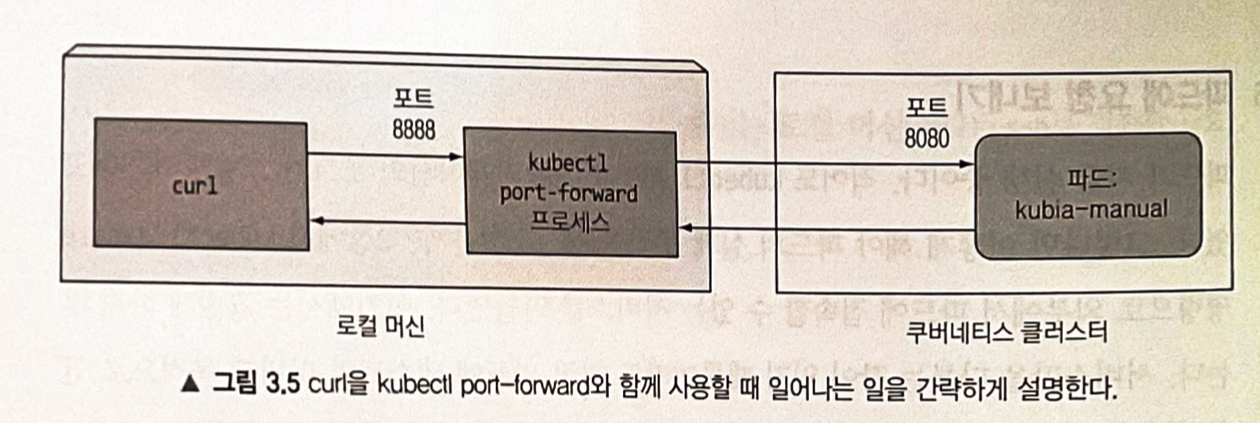 포트
8888
curl
kubectl
port-forward
프로세스
포트
8080
파드:
kubia-manual
로컬 머신
쿠버네티스 클러스터
▲ 그림 3.5 curl을 kubectl port-forward와 함께 사용할 때 일어나는 일을 간략하게 설명한다.